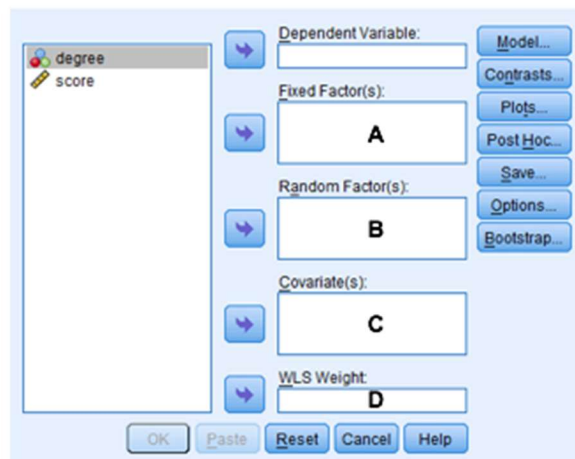 degree
score
Dependent Variable:
Fixed Factor(s):
A
Random Factor(s):
B
Covariate(s):
C
WLS Weight:
D
Model...
Contrasts...
Plots...
Post Hoc...
Save...
Options...
Bootstrap...
OK
Paste
Reset
Cancel
Help